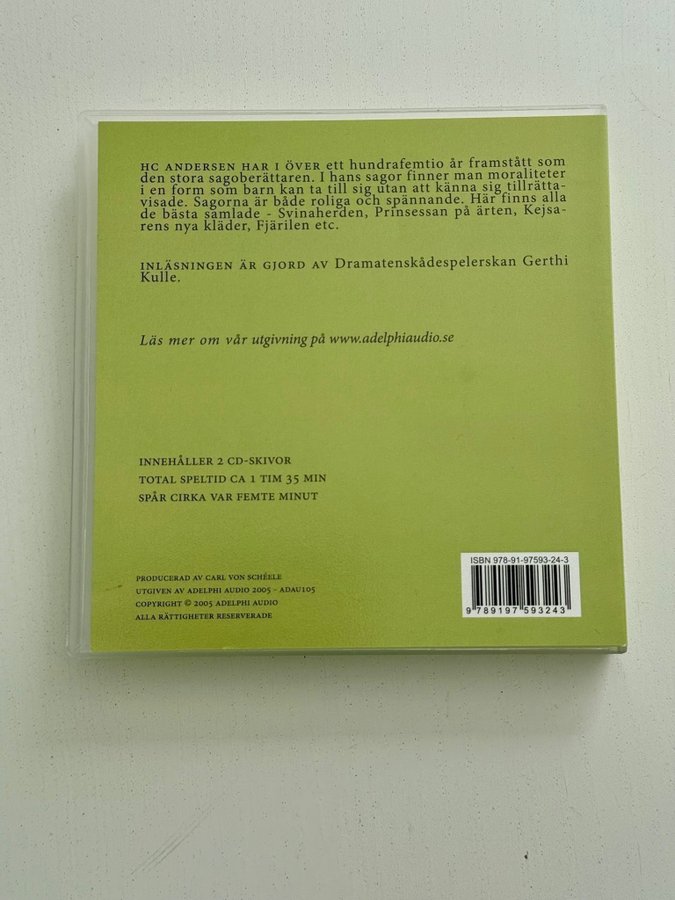 HC ANDERSEN HAR I ÖVER ett hundrafemtio år framstått som
den stora sagoberättaren. I hans sagor finner man moraliteter
i en form som barn kan ta till sig utan att känna sig tillrätta-
visade. Sagorna är både roliga och spännande. Här finns alla
de bästa samlade - Svinaherden, Prinsessan på ärten, Kejsa-
rens nya kläder, Fjärilen etc.
INLÄSNINGEN ÄR GJORD AV Dramatenskådespelerskan Gerthi
Kulle.
Läs mer om vår utgivning på www.adelphiaudio.se
INNEHÅLLER 2 CD-SKIVOR
TOTAL SPELTID CA 1 TIM 35 MIN
SPÅR CIRKA VAR FEMTE MINUT
PRODUCERAD AV CARL VON SCHÉELE
UTGIVEN AV ADELPHI AUDIO 2005 - ADAU105
COPYRIGHT © 2005 ADELPHI AUDIO
ALLA RÄTTIGHETER RESERVERADE
ISBN 978-91-97593-24-3
9 789197 593243